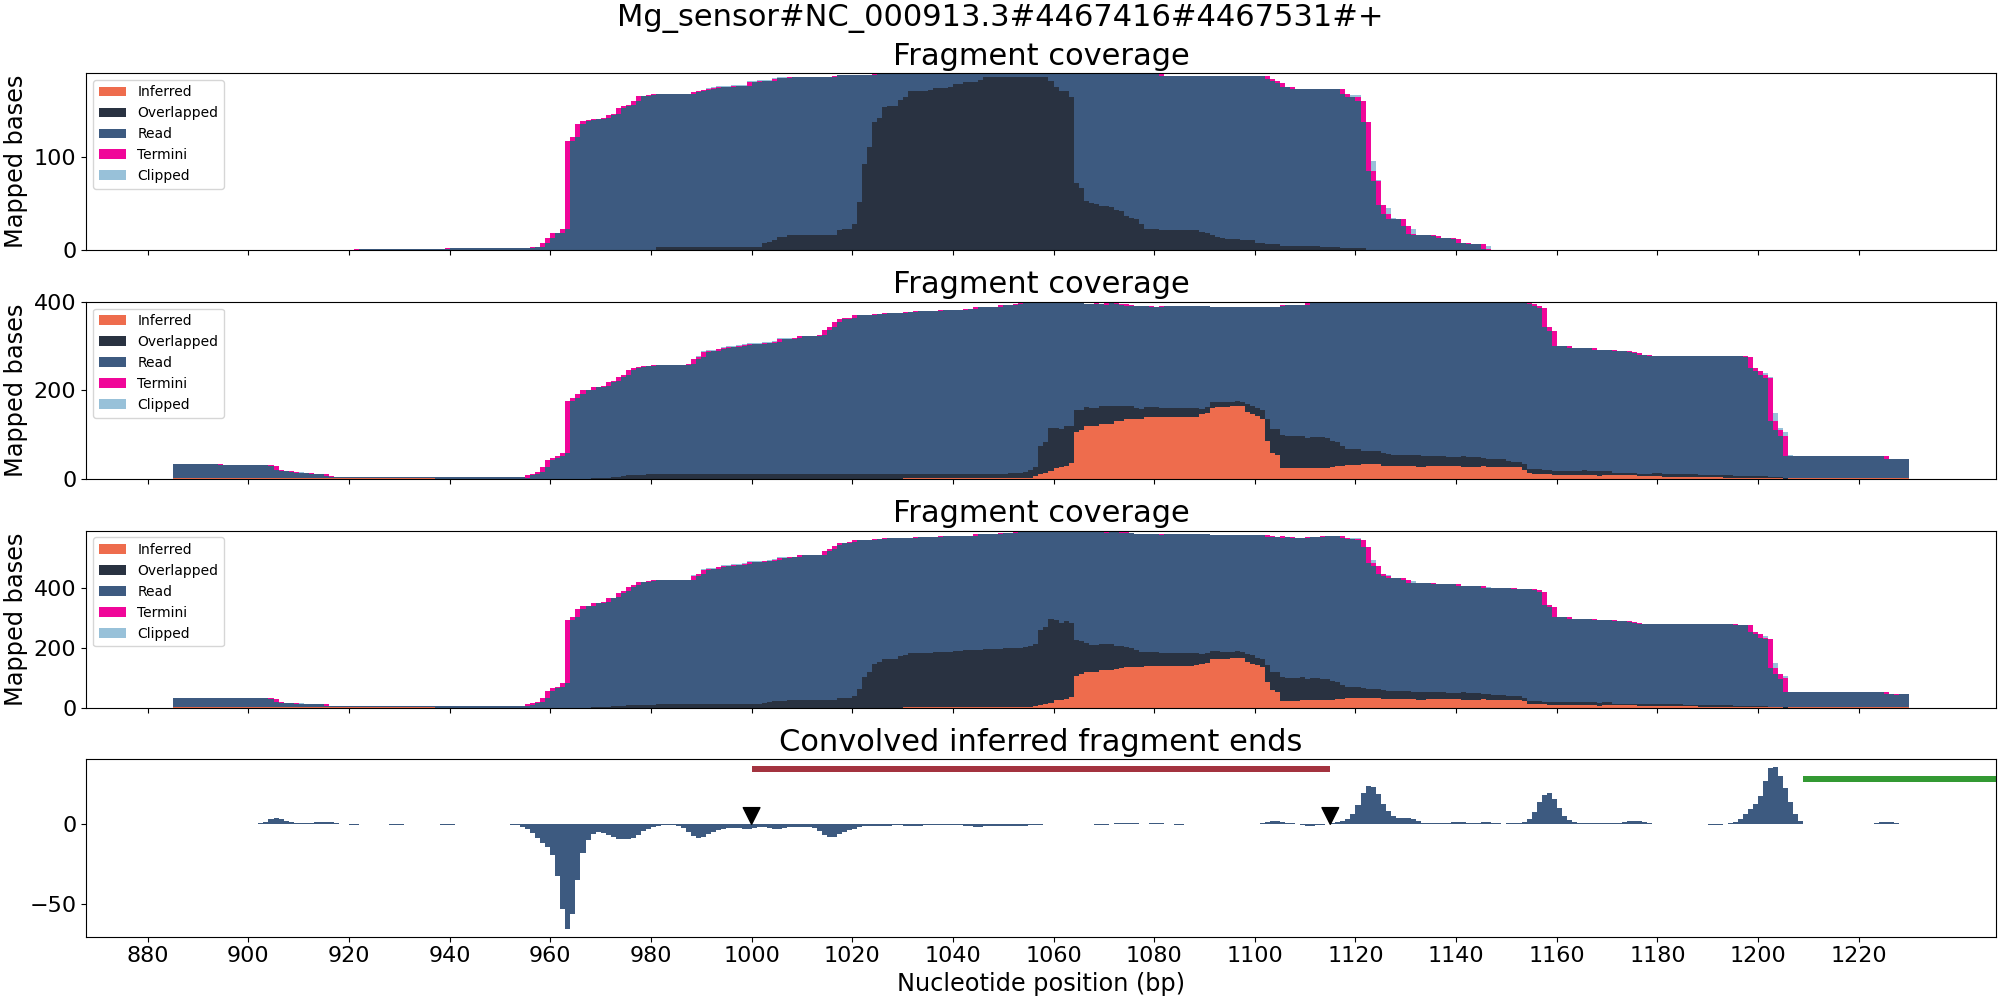 Mg_sensor#NC_000913.3#4467416#4467531#+
Fragment coverage
Mapped bases
100
0
Inferred
Overlapped
Read
Termini
Clipped
Fragment coverage
Mapped bases
400
200
0
Inferred
Overlapped
Read
Termini
Clipped
Fragment coverage
Mapped bases
400
200
0
Inferred
Overlapped
Read
Termini
Clipped
Convolved inferred fragment ends
0
−50
880 900 920 940 960 980 1000 1020 1040 1060 1080 1100 1120 1140 1160 1180 1200 1220
Nucleotide position (bp)